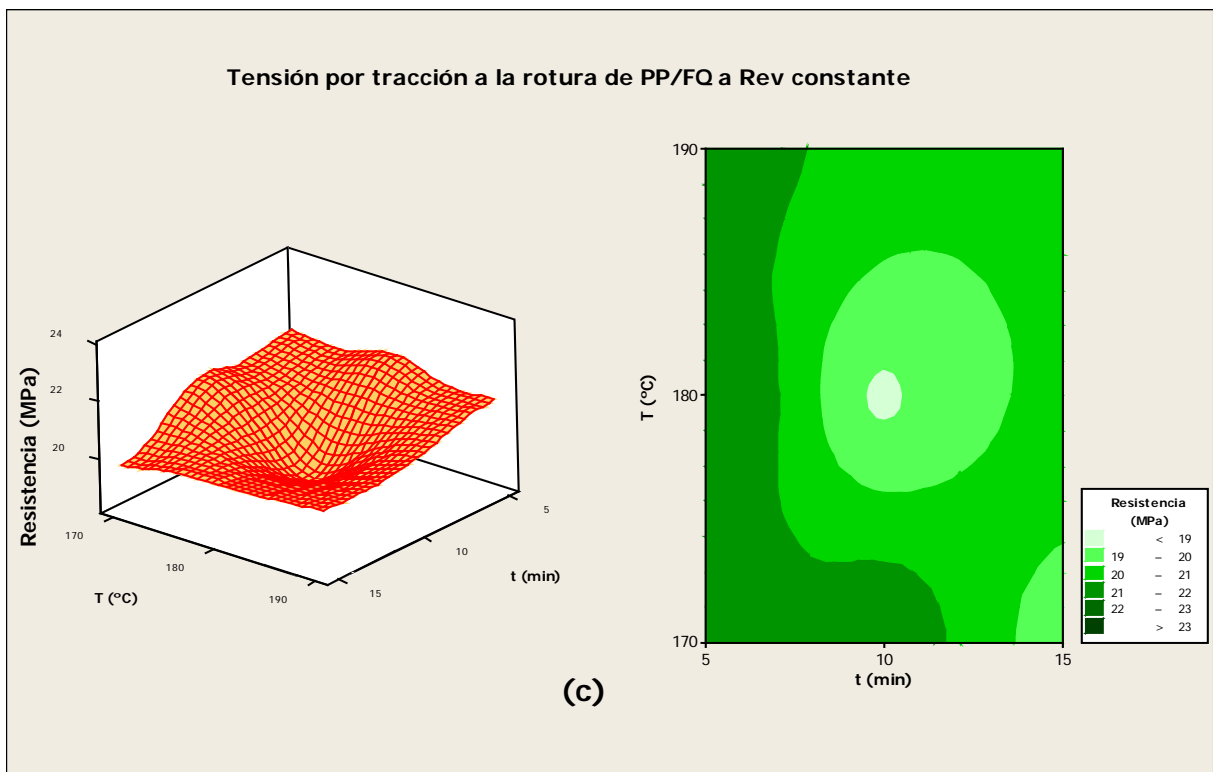 Tensión por tracción a la rotura de PP/FQ a Rev constante
24
22
20
Resistencia (MPa)
170
180
190
T (ºC)
5
10
15
t (min)
190
180
170
T (ºC)
5
10
15
t (min)
Resistencia
(MPa)
< 19
19 – 20
20 – 21
21 – 22
22 – 23
> 23
(c)